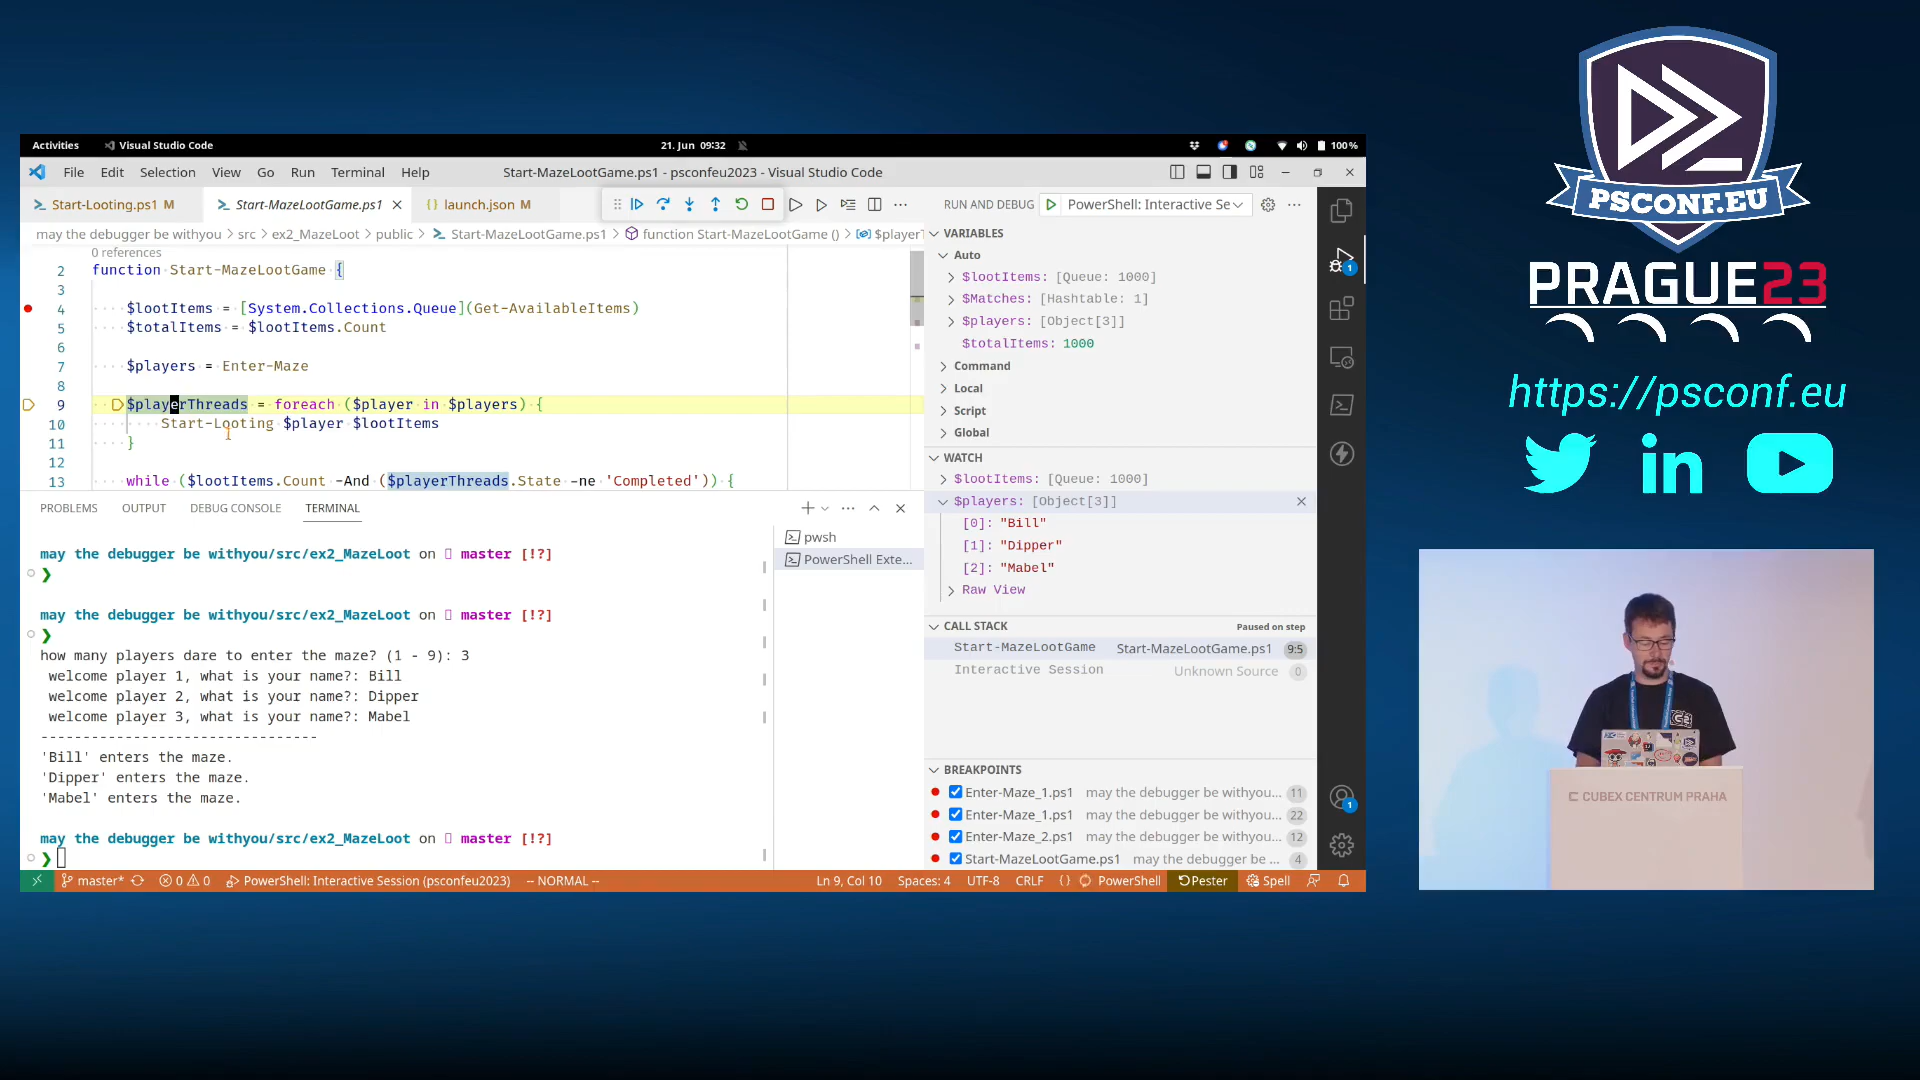 Activities Visual Studio Code 21. Jun 09:32 100%
File Edit Selection View Go Run Terminal Help Start-MazeLootGame.ps1 - psconfeu2023 - Visual Studio Code
Start-Looting.ps1 M Start-MazeLootGame.ps1 launch.json M
may the debugger be withyou > src > ex2_MazeLoot > public > Start-MazeLootGame.ps1 > function Start-MazeLootGame () > $playerT
0 references
2 function Start-MazeLootGame {
3
4 $lootItems = [System.Collections.Queue](Get-AvailableItems)
5 $totalItems = $lootItems.Count
6
7 $players = Enter-Maze
8
9 $playerThreads = foreach ($player in $players) {
10 Start-Looting $player $lootItems
11 }
12
13 while ($lootItems.Count -And ($playerThreads.State -ne 'Completed')) {
PROBLEMS OUTPUT DEBUG CONSOLE TERMINAL
may the debugger be withyou/src/ex2_MazeLoot on master [!?]
❯
may the debugger be withyou/src/ex2_MazeLoot on master [!?]
❯
how many players dare to enter the maze? (1 - 9): 3
welcome player 1, what is your name?: Bill
welcome player 2, what is your name?: Dipper
welcome player 3, what is your name?: Mabel
--------------------------------
'Bill' enters the maze.
'Dipper' enters the maze.
'Mabel' enters the maze.
may the debugger be withyou/src/ex2_MazeLoot on master [!?]
❯
pwsh
PowerShell Exte...
RUN AND DEBUG PowerShell: Interactive Se
VARIABLES
Auto
$lootItems: [Queue: 1000]
$Matches: [Hashtable: 1]
$players: [Object[3]]
$totalItems: 1000
Command
Local
Script
Global
WATCH
$lootItems: [Queue: 1000]
$players: [Object[3]]
[0]: "Bill"
[1]: "Dipper"
[2]: "Mabel"
Raw View
CALL STACK Paused on step
Start-MazeLootGame Start-MazeLootGame.ps1 9:5
Interactive Session Unknown Source 0
BREAKPOINTS
Enter-Maze_1.ps1 may the debugger be withyou... 11
Enter-Maze_1.ps1 may the debugger be withyou... 22
Enter-Maze_2.ps1 may the debugger be withyou... 12
Start-MazeLootGame.ps1 may the debugger be ... 4
1
1
master* 0 0 PowerShell: Interactive Session (psconfeu2023) -- NORMAL -- Ln 9, Col 10 Spaces: 4 UTF-8 CRLF {} PowerShell Pester Spell
PSCONF.EU
PRAGUE23
https://psconf.eu
in
CUBEX CENTRUM PRAHA